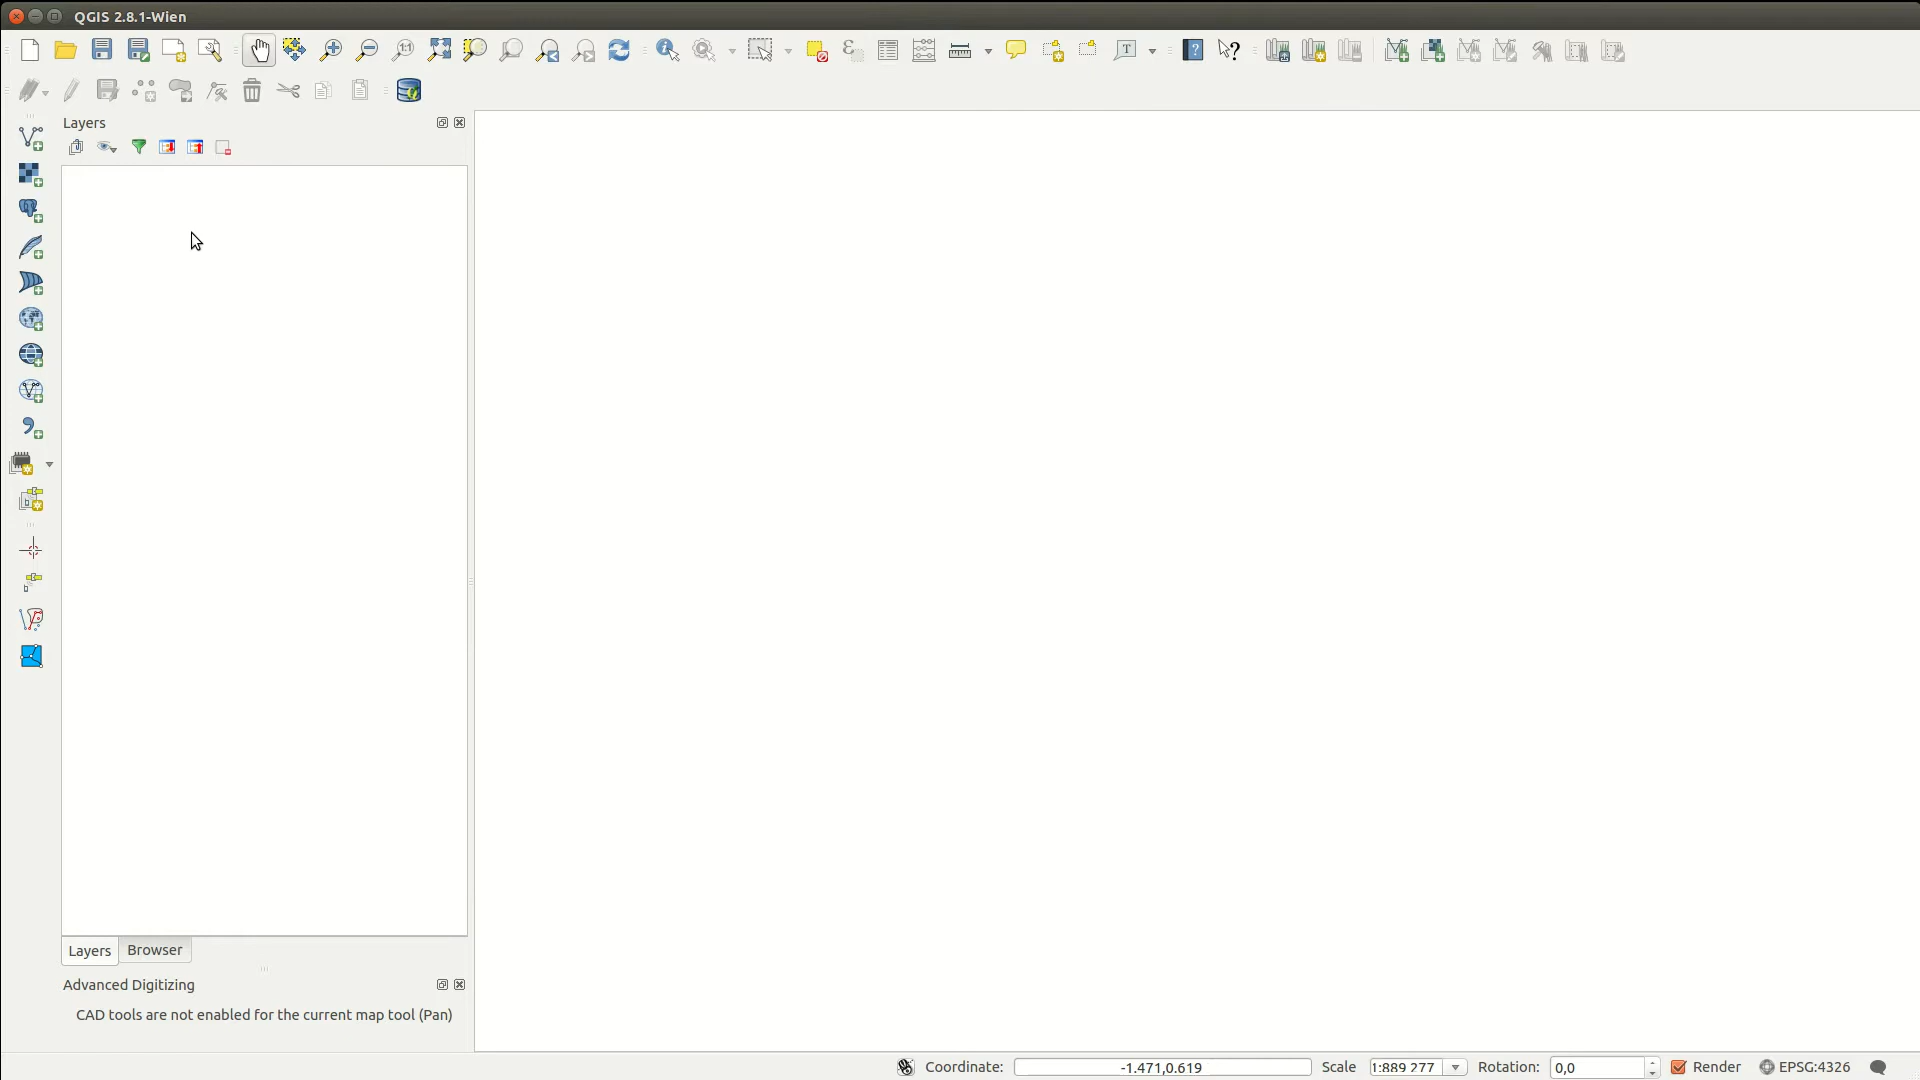 QGIS 2.8.1-Wien
Layers
Layers
Browser
Advanced Digitizing
CAD tools are not enabled for the current map tool (Pan)
Coordinate: -1.471,0.619 Scale 1:889 277 Rotation: 0,0 Render EPSG:4326